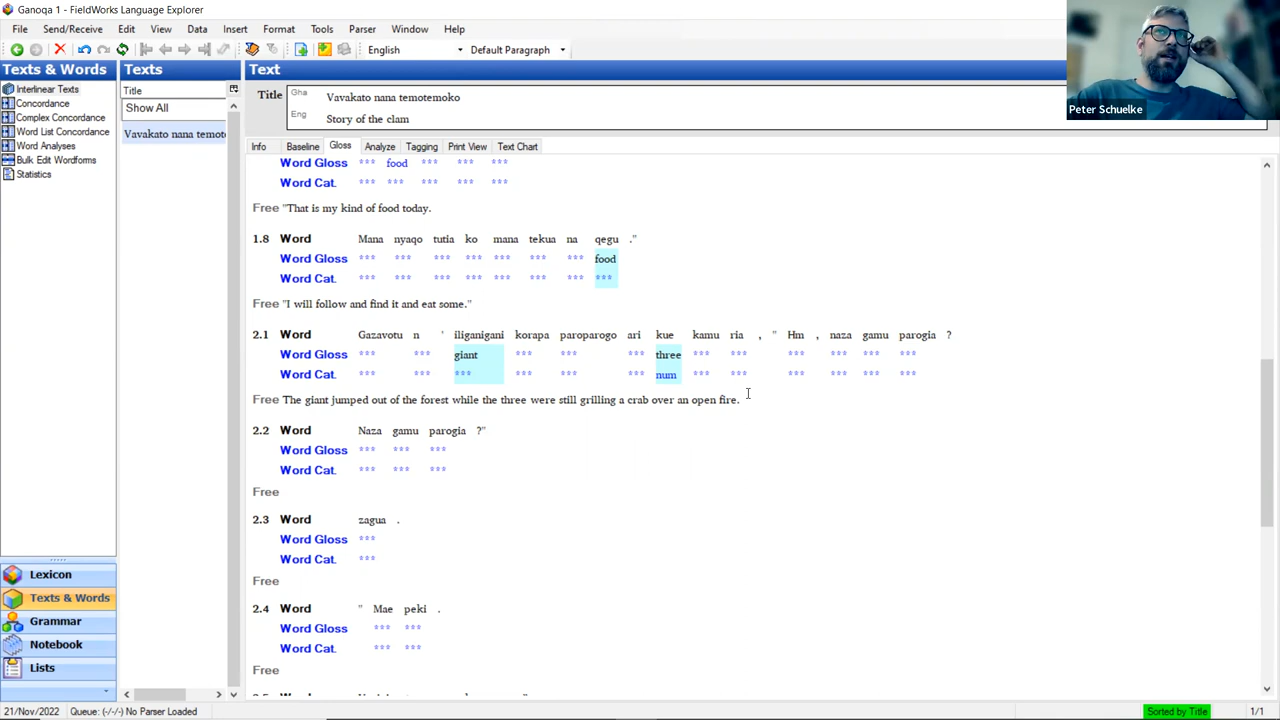 Ganoqa 1 - FieldWorks Language Explorer
File Send/Receive Edit View Data Insert Format Tools Parser Window Help
English Default Paragraph
Texts & Words
Interlinear Texts
Concordance
Complex Concordance
Word List Concordance
Word Analyses
Bulk Edit Wordforms
Statistics
Lexicon
Texts & Words
Grammar
Notebook
Lists
Texts
Title
Show All
Vavakato nana temot
Text
Title
Gha Vavakato nana temotemoko
Eng Story of the clam
Info Baseline Gloss Analyze Tagging Print View Text Chart
Word Gloss *** food *** *** ***
Word Cat. *** *** *** *** ***
Free "That is my kind of food today.
1.8 Word Mana nyaqo tutia ko mana tekua na qegu ."
Word Gloss *** *** *** *** *** *** *** food
Word Cat. *** *** *** *** *** *** *** ***
Free "I will follow and find it and eat some."
2.1 Word Gazavotu n ' iliganigani korapa paroparogo ari kue kamu ria , " Hm , naza gamu parogia ?
Word Gloss *** *** giant *** *** *** three *** *** *** *** *** ***
Word Cat. *** *** *** *** *** *** num *** *** *** *** *** ***
Free The giant jumped out of the forest while the three were still grilling a crab over an open fire.
2.2 Word Naza gamu parogia ?"
Word Gloss *** *** ***
Word Cat. *** *** ***
Free
2.3 Word zagua .
Word Gloss ***
Word Cat. ***
Free
2.4 Word " Mae peki .
Word Gloss *** ***
Word Cat. *** ***
Free
Peter Schuelke
21/Nov/2022 Queue: (-/-/-) No Parser Loaded Sorted by Title 1/1